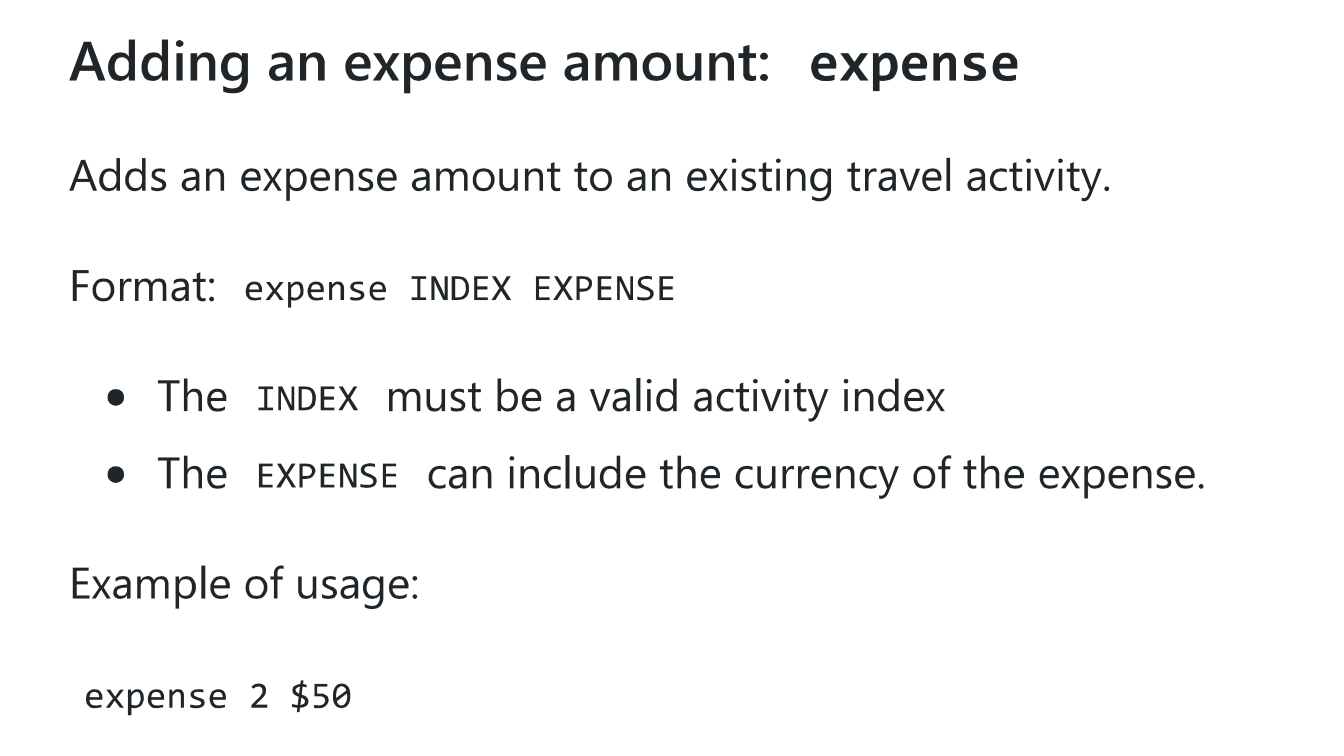 Adding an expense amount: expense
Adds an expense amount to an existing travel activity.
Format: expense INDEX EXPENSE
• The INDEX must be a valid activity index
• The EXPENSE can include the currency of the expense.
Example of usage:
expense 2 $50